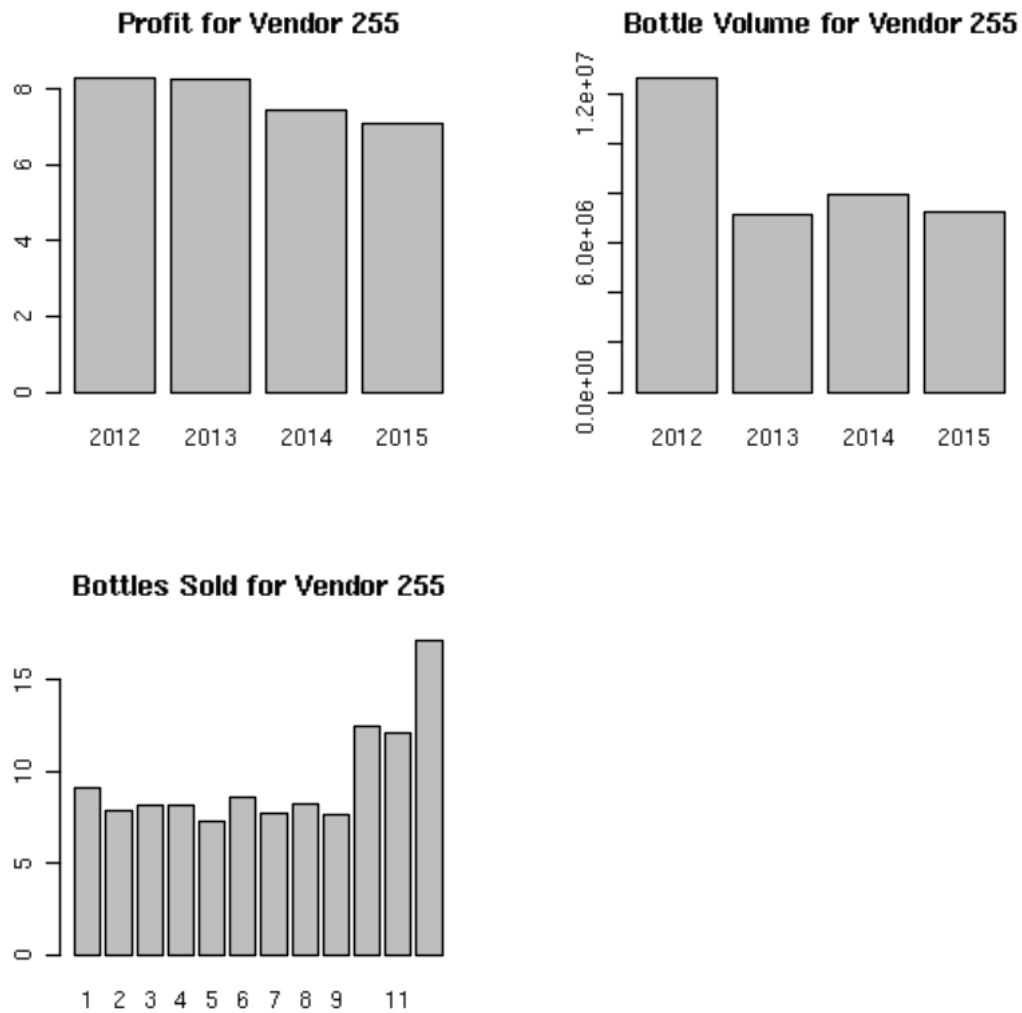 Profit for Vendor 255
8
6
4
2
0
2012 2013 2014 2015
Bottle Volume for Vendor 255
1.2e+07
6.0e+06
0.0e+00
2012 2013 2014 2015
Bottles Sold for Vendor 255
15
10
5
0
1 2 3 4 5 6 7 8 9 11